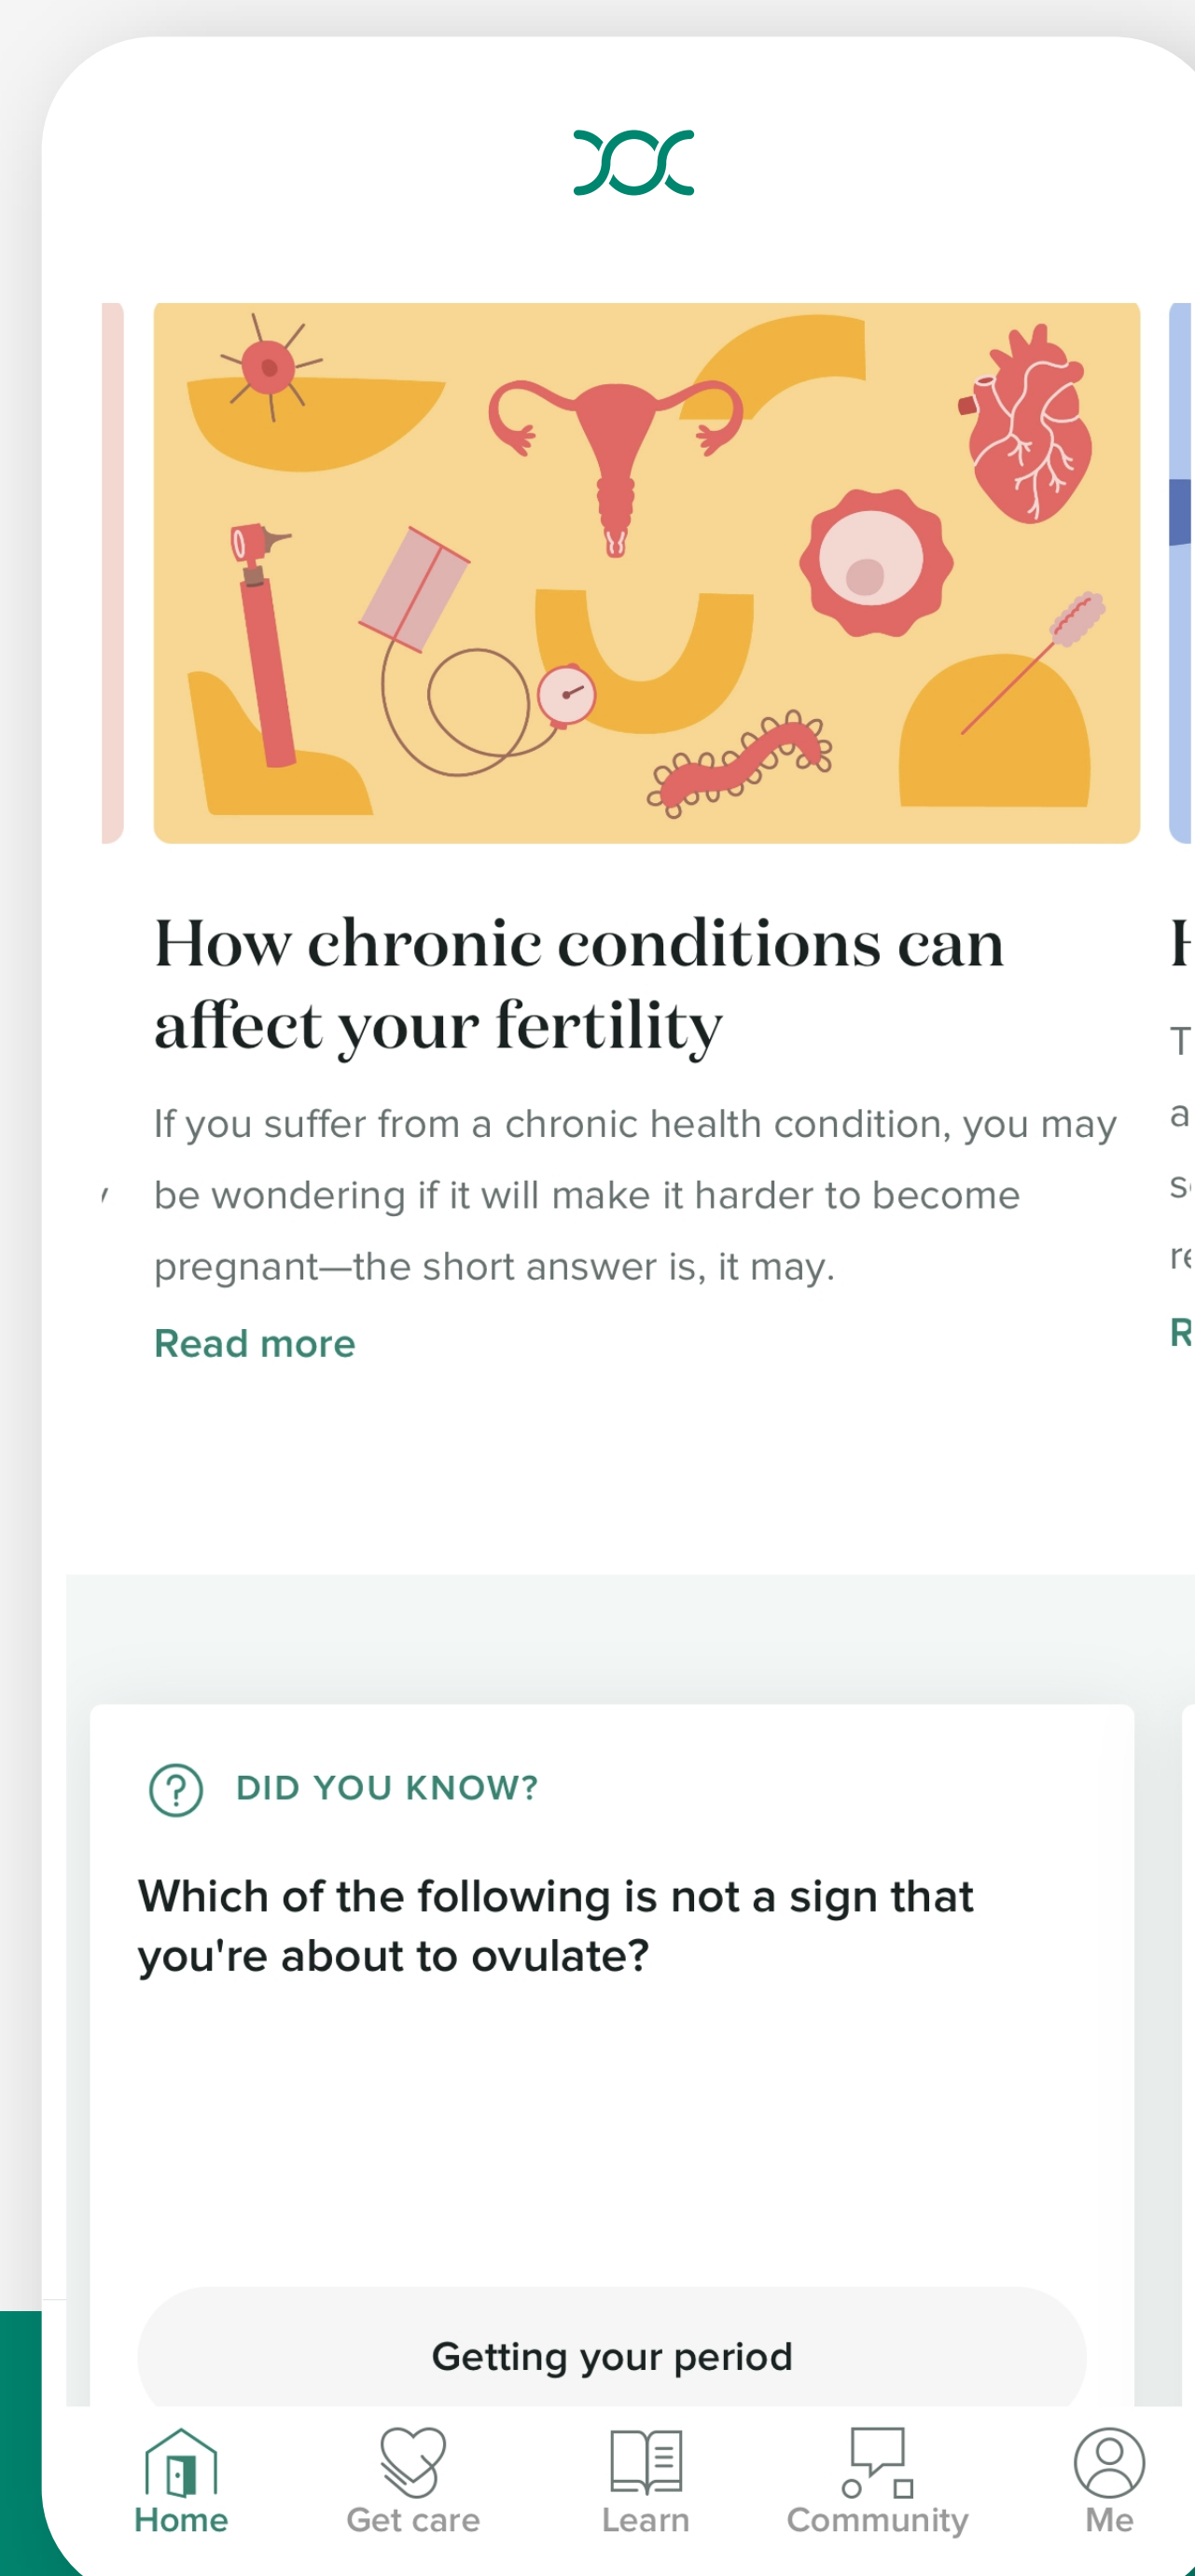 How chronic conditions can
affect your fertility
If you suffer from a chronic health condition, you may
be wondering if it will make it harder to become
pregnant—the short answer is, it may.
Read more
DID YOU KNOW?
Which of the following is not a sign that
you're about to ovulate?
Getting your period
Home
Get care
Learn
Community
Me